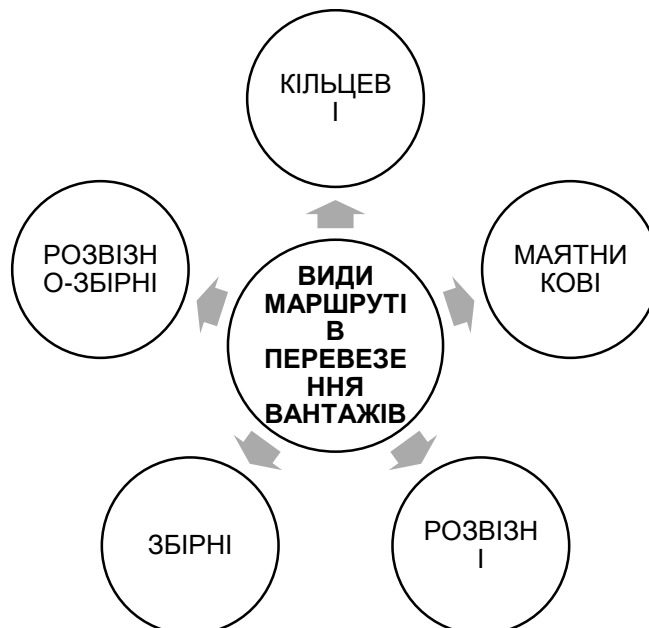 КІЛЬЦЕВ
І
РОЗВІЗН
О-ЗБІРНІ
МАЯТНИ
КОВІ
ВИДИ
МАРШРУТІ
В
ПЕРЕВЕЗЕ
ННЯ
ВАНТАЖІВ
ЗБІРНІ
РОЗВІЗН
І